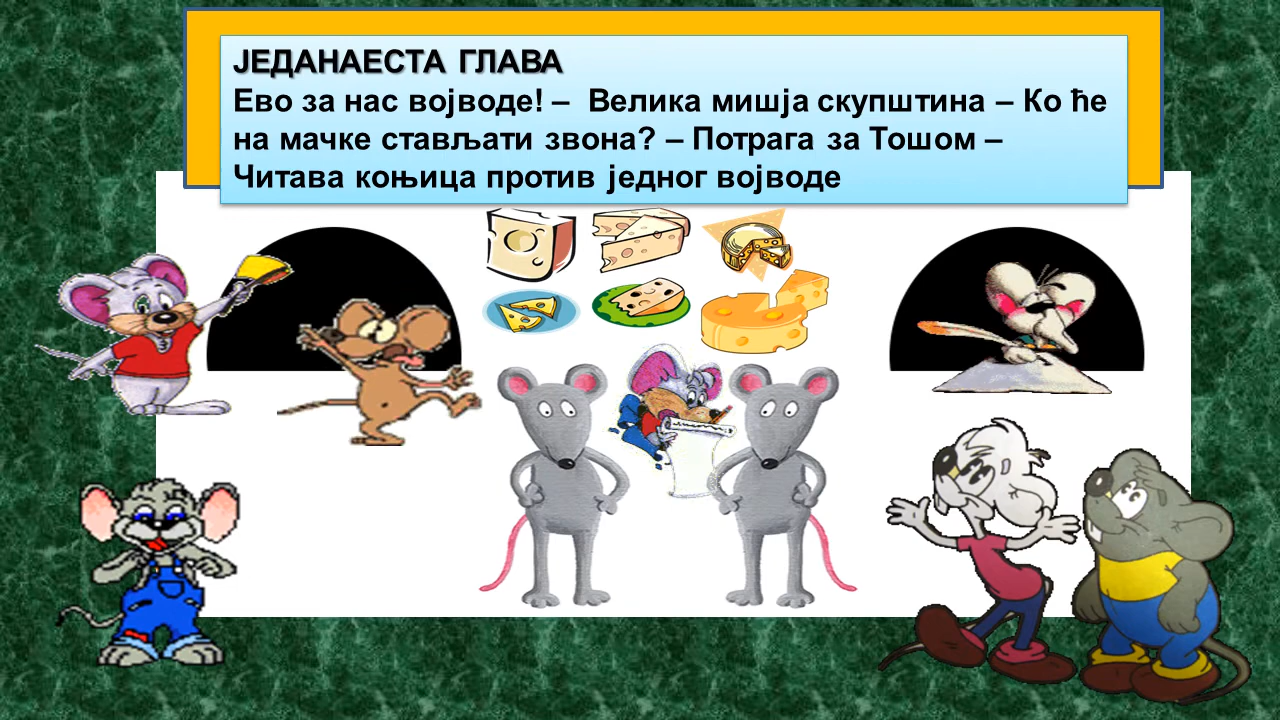 ЈЕДАНАЕСТА ГЛАВА
Ево за нас војводе! –  Велика мишја скупштина – Ко ће
на мачке стављати звона? – Потрага за Тошом –
Читава коњица против једног војводе